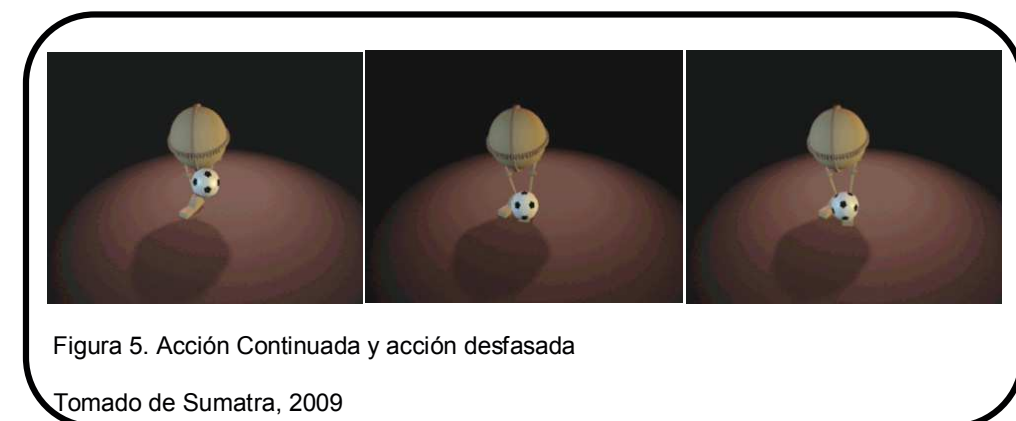 Figura 5. Acción Continuada y acción desfasada
Tomado de Sumatra, 2009